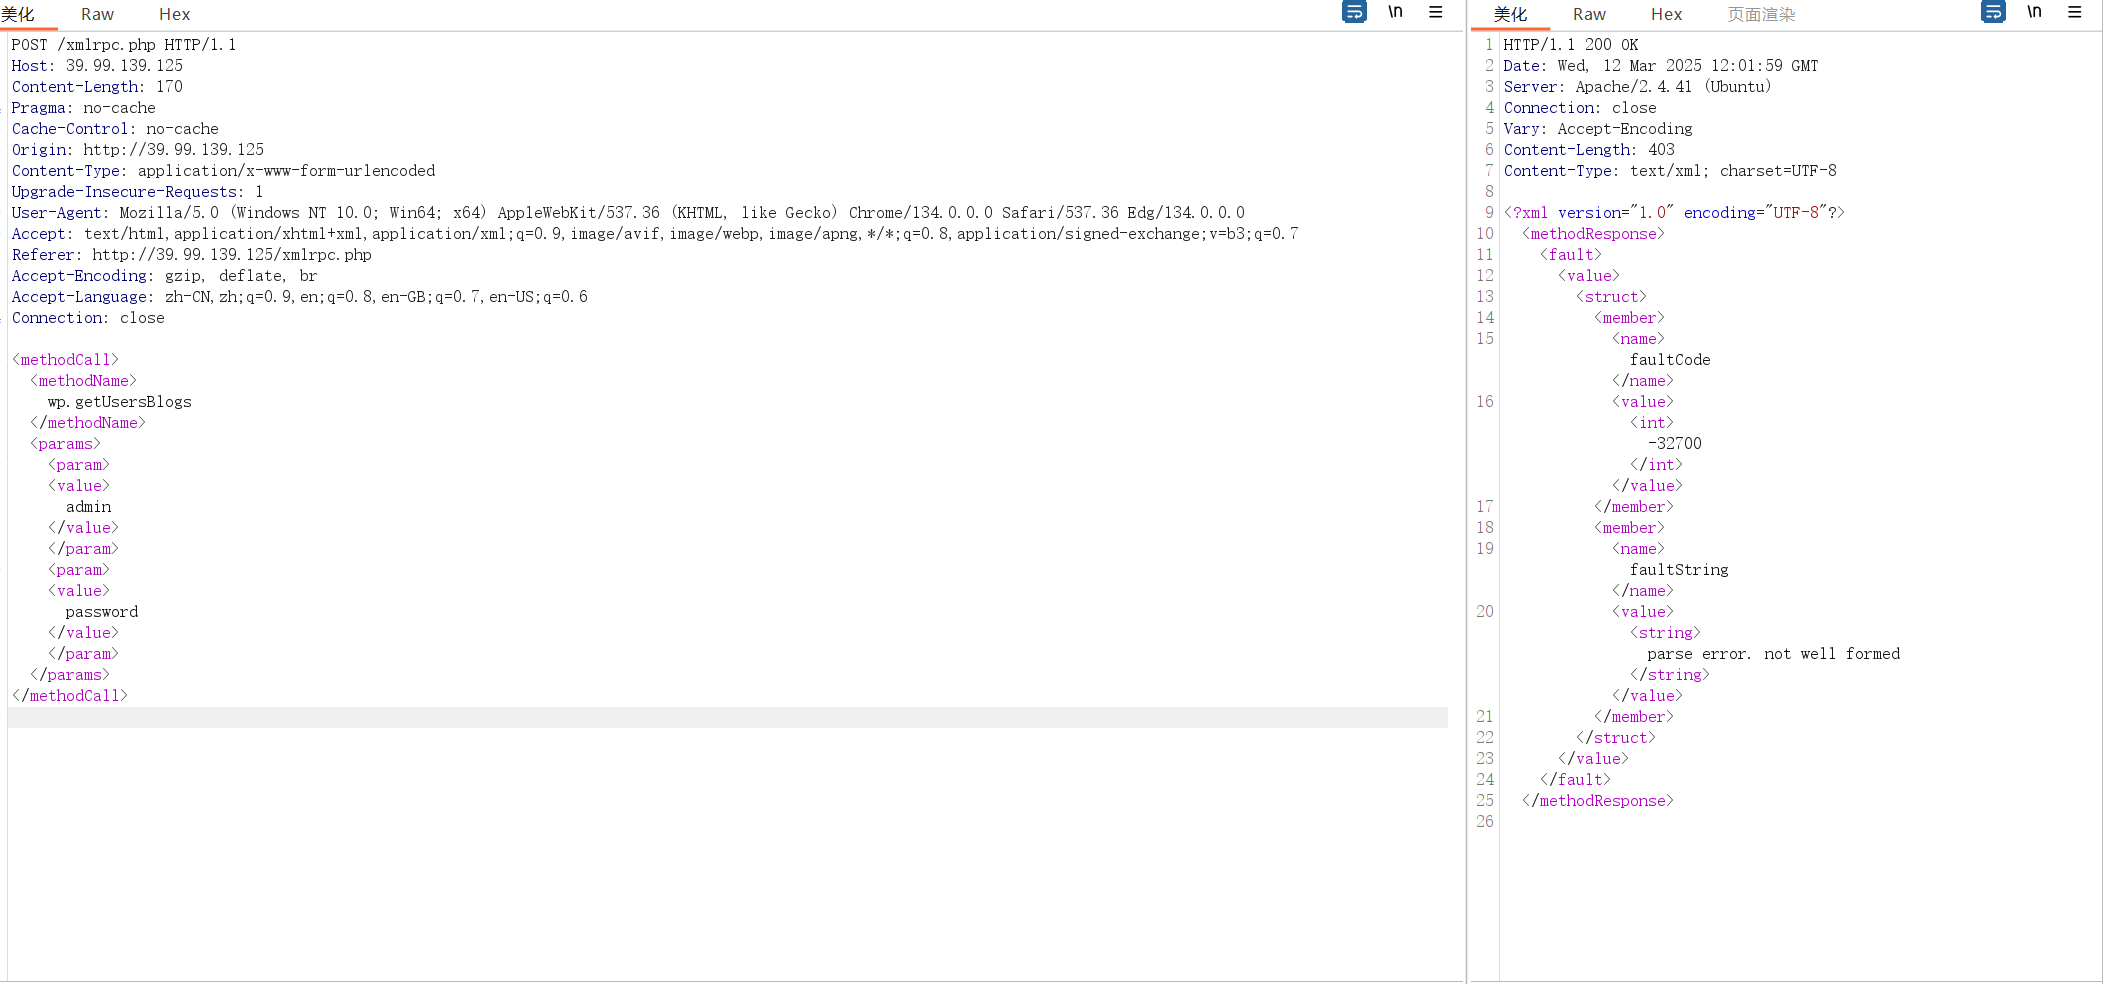 美化 Raw Hex \n
POST /xmlrpc.php HTTP/1.1
Host: 39.99.139.125
Content-Length: 170
Pragma: no-cache
Cache-Control: no-cache
Origin: http://39.99.139.125
Content-Type: application/x-www-form-urlencoded
Upgrade-Insecure-Requests: 1
User-Agent: Mozilla/5.0 (Windows NT 10.0; Win64; x64) AppleWebKit/537.36 (KHTML, like Gecko) Chrome/134.0.0.0 Safari/537.36 Edg/134.0.0.0
Accept: text/html,application/xhtml+xml,application/xml;q=0.9,image/avif,image/webp,image/apng,*/*;q=0.8,application/signed-exchange;v=b3;q=0.7
Referer: http://39.99.139.125/xmlrpc.php
Accept-Encoding: gzip, deflate, br
Accept-Language: zh-CN,zh;q=0.9,en;q=0.8,en-GB;q=0.7,en-US;q=0.6
Connection: close

<methodCall>
  <methodName>
    wp.getUsersBlogs
  </methodName>
  <params>
    <param>
    <value>
      admin
    </value>
    </param>
    <param>
    <value>
      password
    </value>
    </param>
  </params>
</methodCall>
美化 Raw Hex 页面渲染 \n
1 HTTP/1.1 200 OK
2 Date: Wed, 12 Mar 2025 12:01:59 GMT
3 Server: Apache/2.4.41 (Ubuntu)
4 Connection: close
5 Vary: Accept-Encoding
6 Content-Length: 403
7 Content-Type: text/xml; charset=UTF-8
8
9 <?xml version="1.0" encoding="UTF-8"?>
10   <methodResponse>
11     <fault>
12       <value>
13         <struct>
14           <member>
15             <name>
               faultCode
             </name>
16             <value>
               <int>
                 -32700
               </int>
             </value>
17           </member>
18           <member>
19             <name>
               faultString
             </name>
20             <value>
               <string>
                 parse error. not well formed
               </string>
             </value>
21           </member>
22         </struct>
23       </value>
24     </fault>
25   </methodResponse>
26